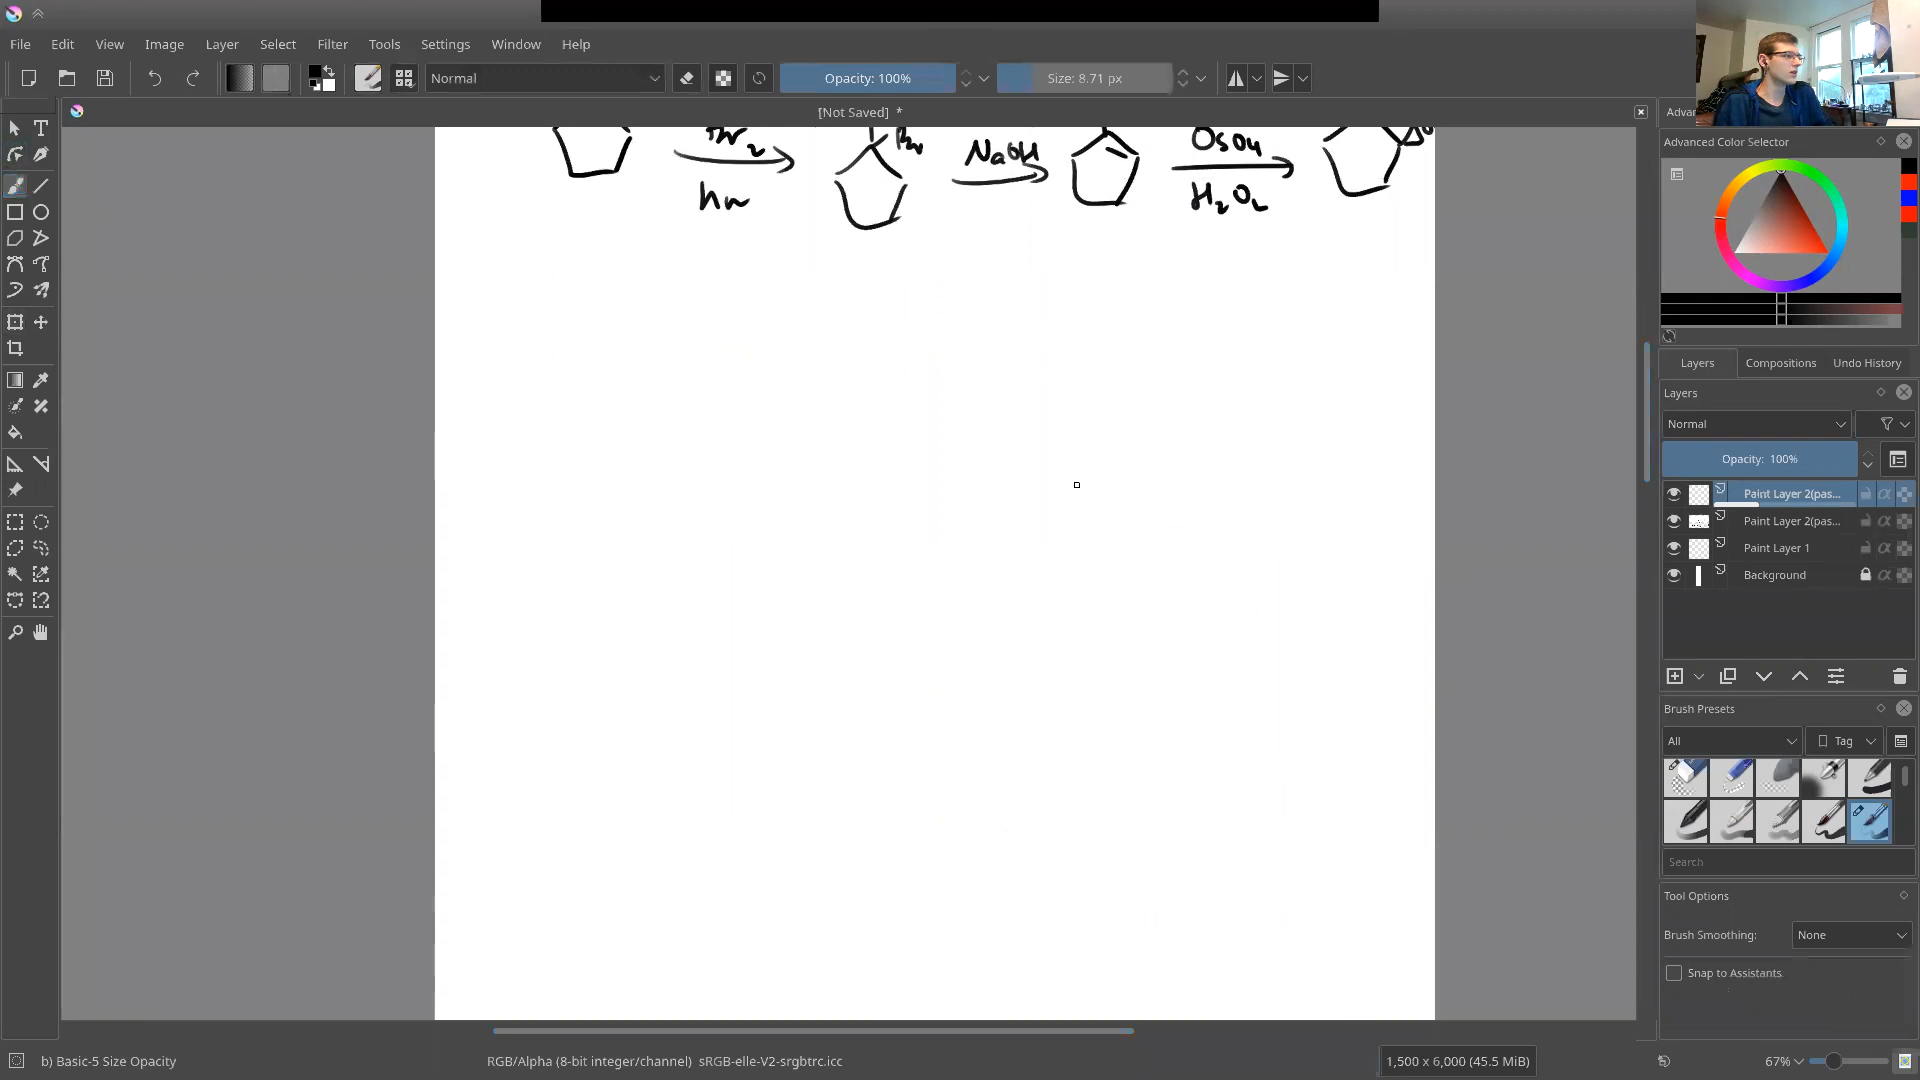 File Edit View Image Layer Select Filter Tools Settings Window Help
Normal Opacity: 100% Size: 8.71 px
[Not Saved] *
Br
NaOH OsO4
hν H2O2
Advanced Color Selector
Layers Compositions Undo History
Layers
Normal
Opacity: 100%
Paint Layer 2(pas...
Paint Layer 2(pas...
Paint Layer 1
Background
Brush Presets
All Tag
Search
Tool Options
Brush Smoothing: None
Snap to Assistants
b) Basic-5 Size Opacity RGB/Alpha (8-bit integer/channel) sRGB-elle-V2-srgbtrc.icc 1,500 x 6,000 (45.5 MiB) 67%